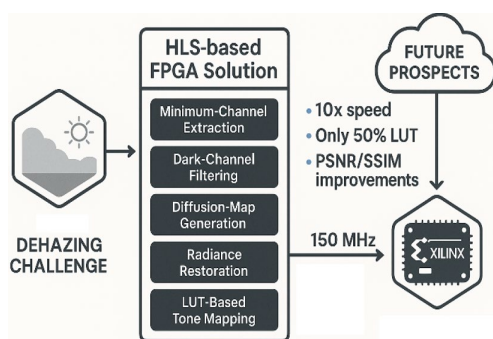 HLS-based
FPGA Solution
Minimum-Channel
Extraction
Dark-Channel
Filtering
Diffusion-Map
Generation
Radiance
Restoration
LUT-Based
Tone Mapping
DEHAZING
CHALLENGE
FUTURE
PROSPECTS
• 10x speed
• Only 50% LUT
• PSNR/SSIM
improvements
150 MHz
XILINX